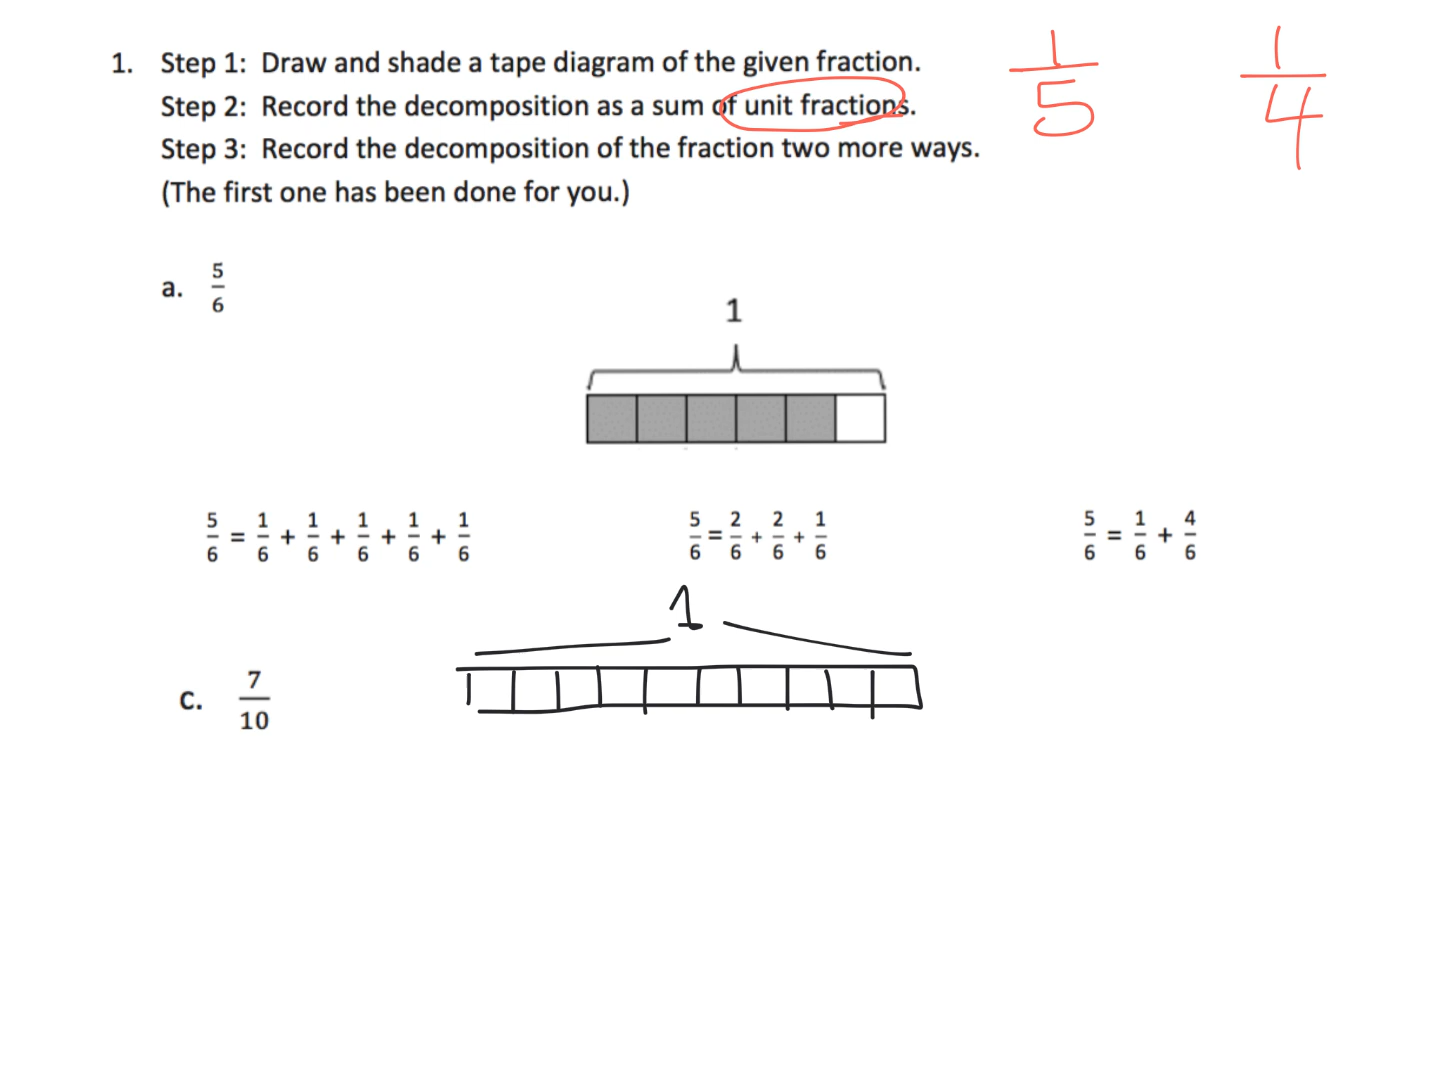 1. Step 1: Draw and shade a tape diagram of the given fraction.
Step 2: Record the decomposition as a sum of unit fractions.
Step 3: Record the decomposition of the fraction two more ways.
(The first one has been done for you.)
1/5 1/4
a. 5/6
1
5/6 = 1/6 + 1/6 + 1/6 + 1/6 + 1/6
5/6 = 2/6 + 2/6 + 1/6
5/6 = 1/6 + 4/6
1
c. 7/10